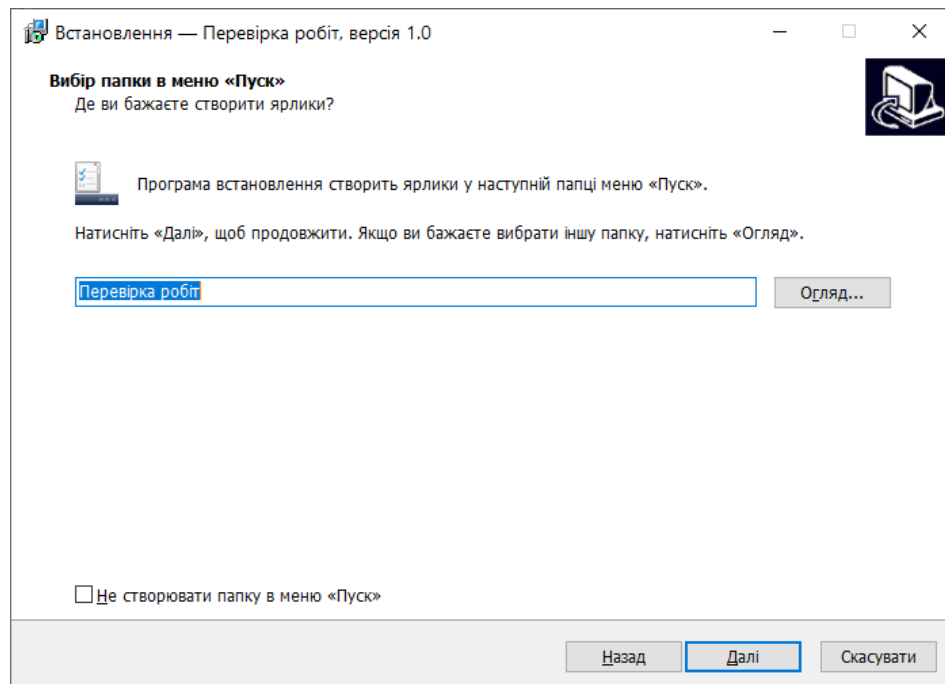 Встановлення — Перевірка робіт, версія 1.0
Вибір папки в меню «Пуск»
Де ви бажаєте створити ярлики?
Програма встановлення створить ярлики у наступній папці меню «Пуск».
Натисніть «Далі», щоб продовжити. Якщо ви бажаєте вибрати іншу папку, натисніть «Огляд».
Перевірка робіт
Огляд...
Не створювати папку в меню «Пуск»
Назад
Далі
Скасувати